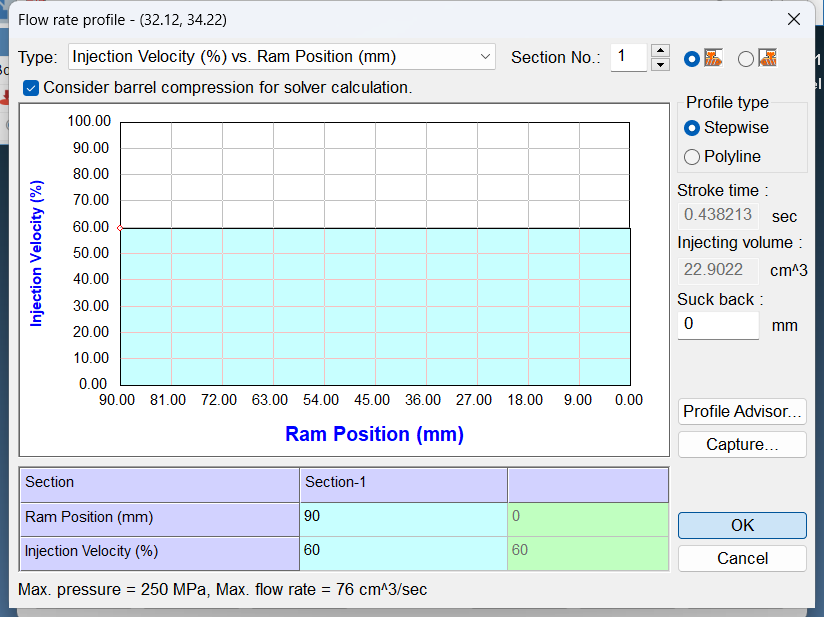 Flow rate profile - (32.12, 34.22)
Type: Injection Velocity (%) vs. Ram Position (mm) Section No.: 1
Consider barrel compression for solver calculation.
Profile type
Stepwise
Polyline
Stroke time :
0.438213 sec
Injecting volume :
22.9022 cm^3
Suck back :
0 mm
Profile Advisor...
Capture...
OK
Cancel
Injection Velocity (%)
100.00
90.00
80.00
70.00
60.00
50.00
40.00
30.00
20.00
10.00
0.00
90.00 81.00 72.00 63.00 54.00 45.00 36.00 27.00 18.00 9.00 0.00
Ram Position (mm)
Section Section-1
Ram Position (mm) 90 0
Injection Velocity (%) 60 60
Max. pressure = 250 MPa, Max. flow rate = 76 cm^3/sec